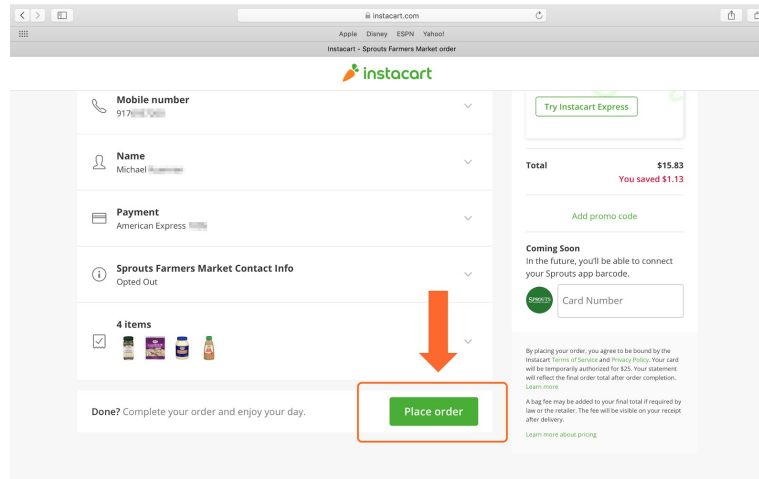 instacart.com
Apple Disney ESPN Yahoo!
Instacart - Sprouts Farmers Market order
instacart
Mobile number
917
Name
Michael
Payment
American Express
Sprouts Farmers Market Contact Info
Opted Out
4 items
Done? Complete your order and enjoy your day.
Place order
Try Instacart Express
Total $15.83
You saved $1.13
Add promo code
Coming Soon
In the future, you'll be able to connect
your Sprouts app barcode.
SPROUTS
Card Number
By placing your order, you agree to be bound by the
Instacart Terms of Service and Privacy Policy. Your card
will be temporarily authorized for $25. Your statement
will reflect the final order total after order completion.
Learn more
A bag fee may be added to your final total if required by
law or the retailer. The fee will be visible on your receipt
after delivery.
Learn more about pricing